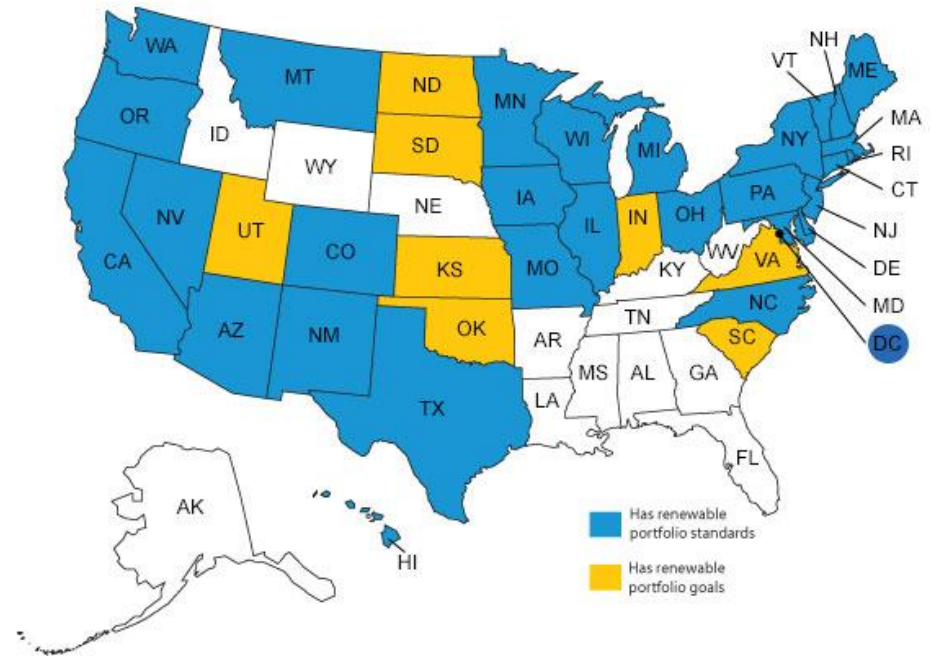 NH
VT
WA
ME
MT
ND
MN
OR
MA
ID
SD
WI
NY
MI
RI
WY
CT
IA
PA
NE
NV
IN
OH
NJ
UT
IL
CO
CA
KS
MO
WV
VA
KY
DE
NC
MD
TN
AZ
NM
OK
AR
SC
DC
MS
AL
GA
LA
TX
FL
AK
HI
Has renewable
portfolio standards
Has renewable
portfolio goals